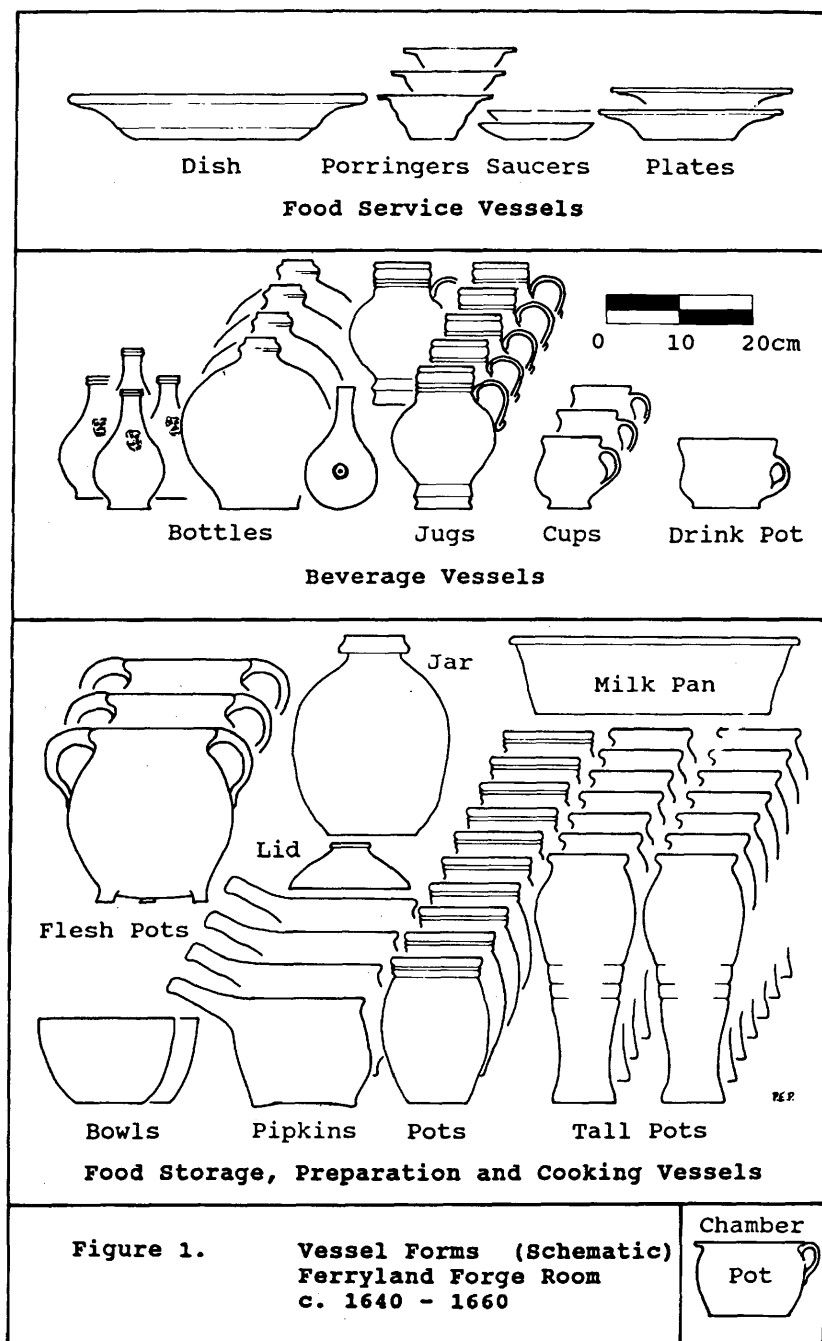 Dish Porringers Saucers Plates
Food Service Vessels
0 10 20cm
Bottles Jugs Cups Drink Pot
Beverage Vessels
Jar
Milk Pan
Lid
Flesh Pots
P.E.P.
Bowls Pipkins Pots Tall Pots
Food Storage, Preparation and Cooking Vessels
Figure 1. Vessel Forms (Schematic)
Ferryland Forge Room
c. 1640 - 1660
Chamber
Pot